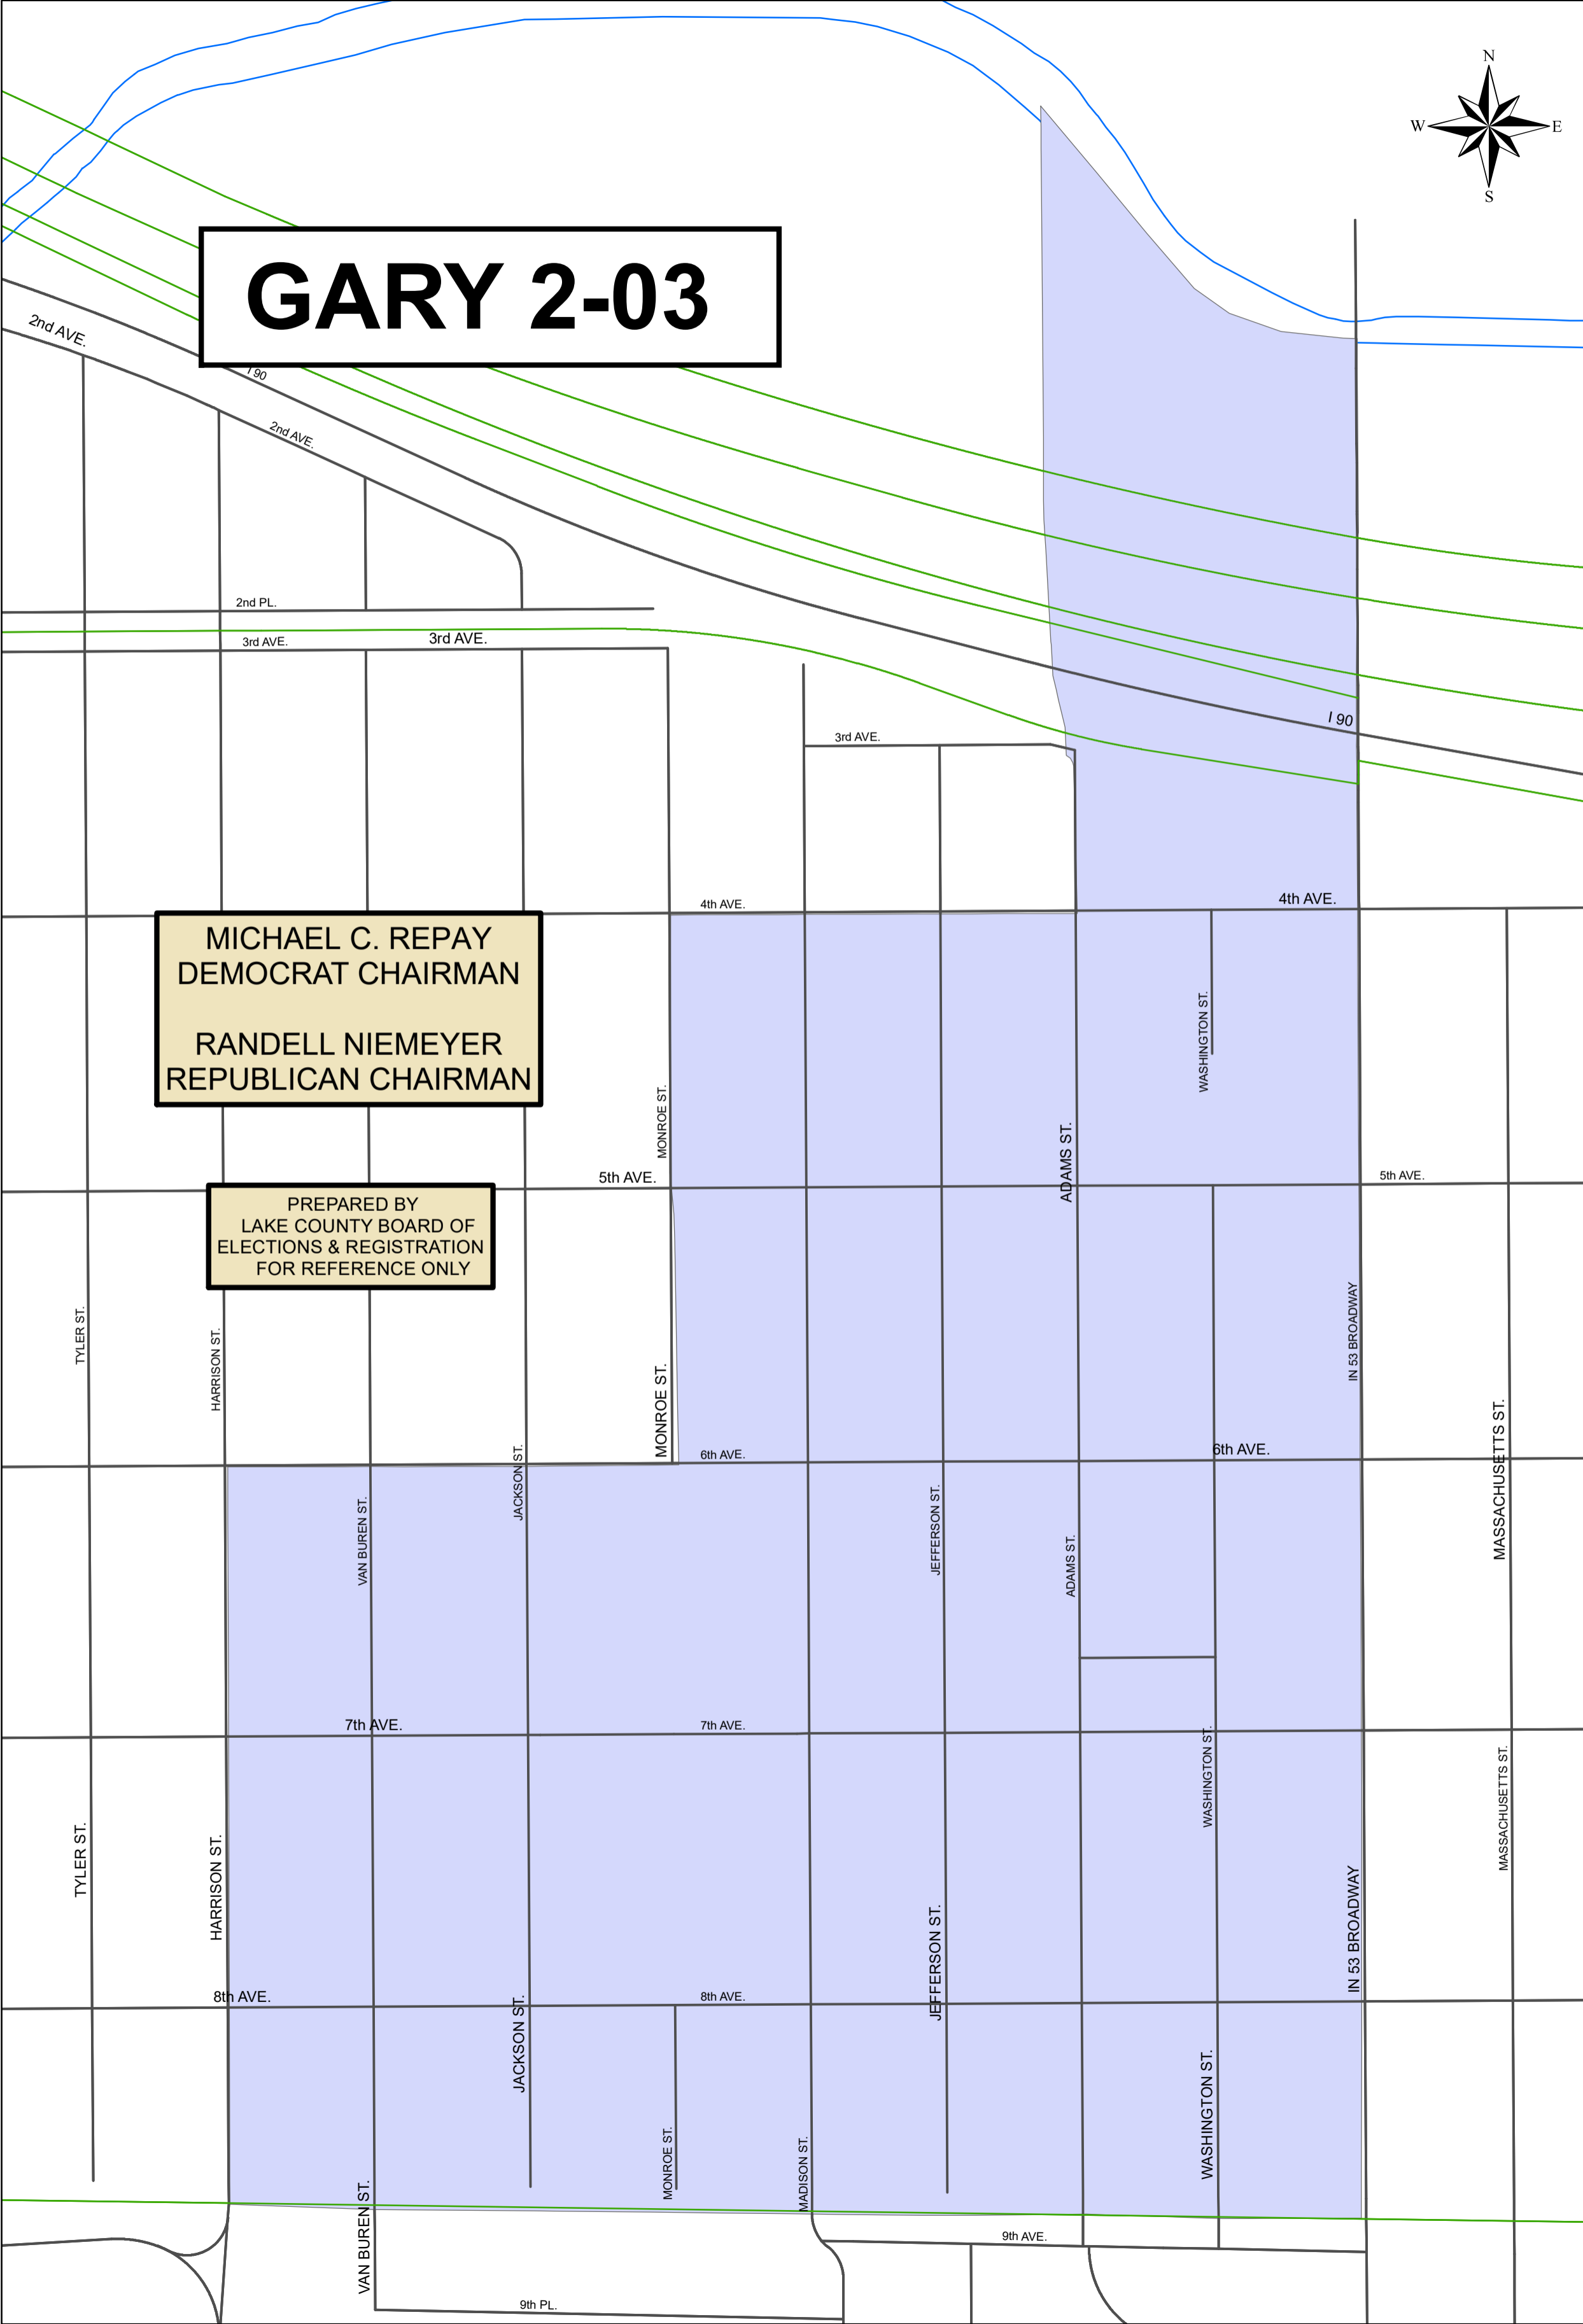 N
W
E
S
GARY 2-03
2nd AVE.
I 90
2nd AVE.
2nd PL.
3rd AVE.
3rd AVE.
I 90
3rd AVE.
4th AVE.
4th AVE.
MICHAEL C. REPAY
DEMOCRAT CHAIRMAN
RANDELL NIEMEYER
REPUBLICAN CHAIRMAN
WASHINGTON ST.
MONROE ST.
ADAMS ST.
5th AVE.
5th AVE.
PREPARED BY
LAKE COUNTY BOARD OF
ELECTIONS & REGISTRATION
FOR REFERENCE ONLY
TYLER ST.
HARRISON ST.
IN 53 BROADWAY
MONROE ST.
MASSACHUSETTS ST.
6th AVE.
6th AVE.
JACKSON ST.
VAN BUREN ST.
JEFFERSON ST.
ADAMS ST.
7th AVE.
7th AVE.
WASHINGTON ST.
MASSACHUSETTS ST.
TYLER ST.
HARRISON ST.
IN 53 BROADWAY
JEFFERSON ST.
8th AVE.
8th AVE.
JACKSON ST.
WASHINGTON ST.
MONROE ST.
MADISON ST.
VAN BUREN ST.
9th AVE.
9th PL.